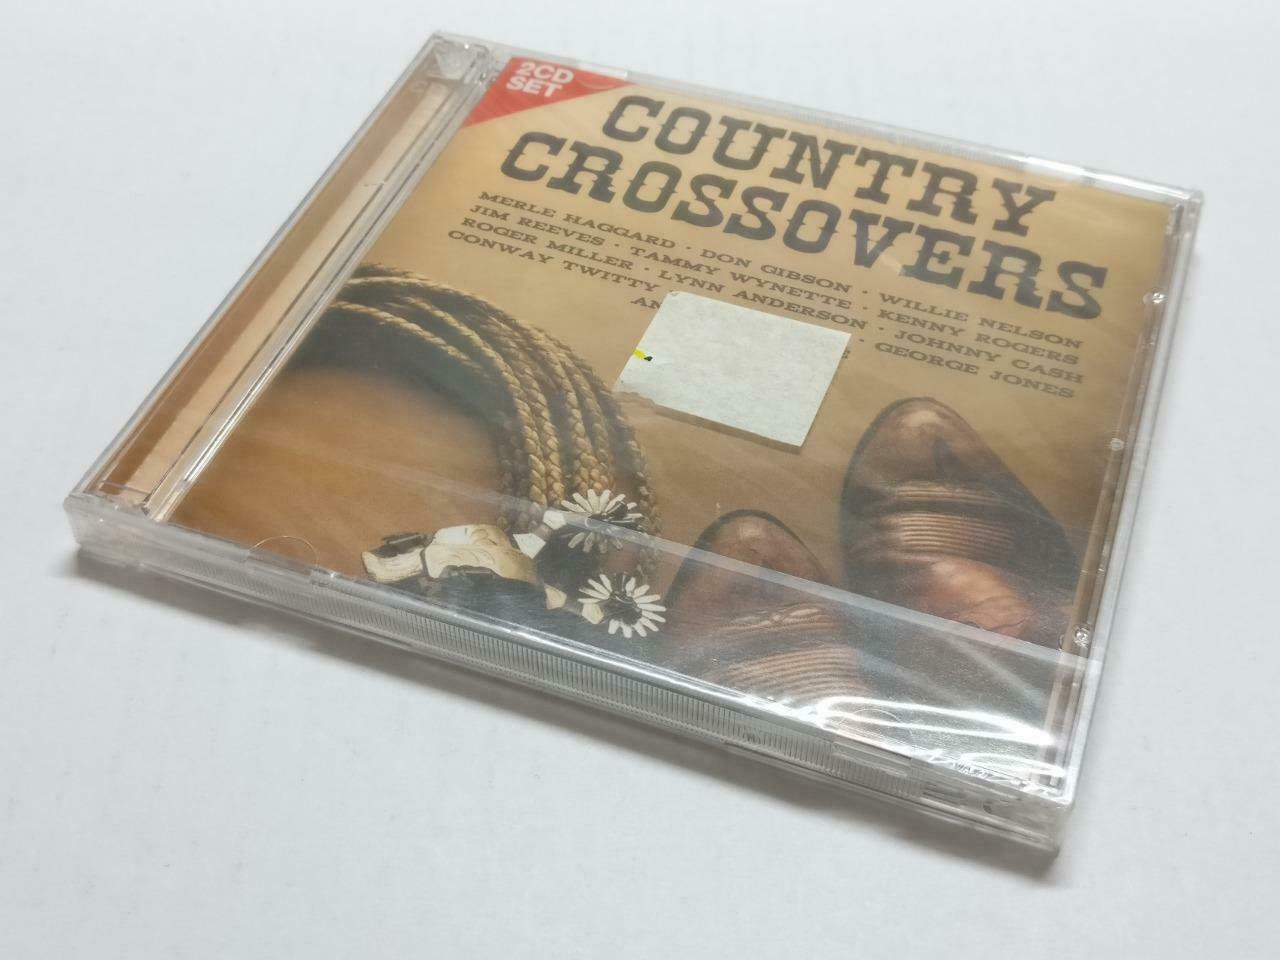 2CD
SET
COUNTRY
CROSSOVERS
MERLE HAGGARD · DON GIBSON · WILLIE NELSON
JIM REEVES · TAMMY WYNETTE · KENNY ROGERS
ROGER MILLER · LYNN ANDERSON · JOHNNY CASH
CONWAY TWITTY · GEORGE JONES